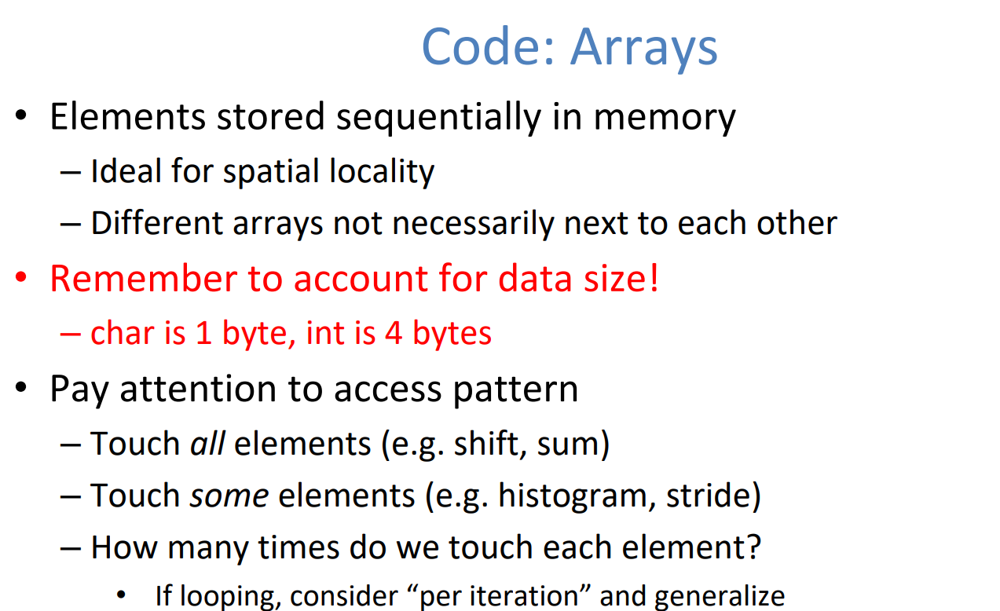 Code: Arrays
• Elements stored sequentially in memory
– Ideal for spatial locality
– Different arrays not necessarily next to each other
• Remember to account for data size!
– char is 1 byte, int is 4 bytes
• Pay attention to access pattern
– Touch all elements (e.g. shift, sum)
– Touch some elements (e.g. histogram, stride)
– How many times do we touch each element?
• If looping, consider “per iteration” and generalize